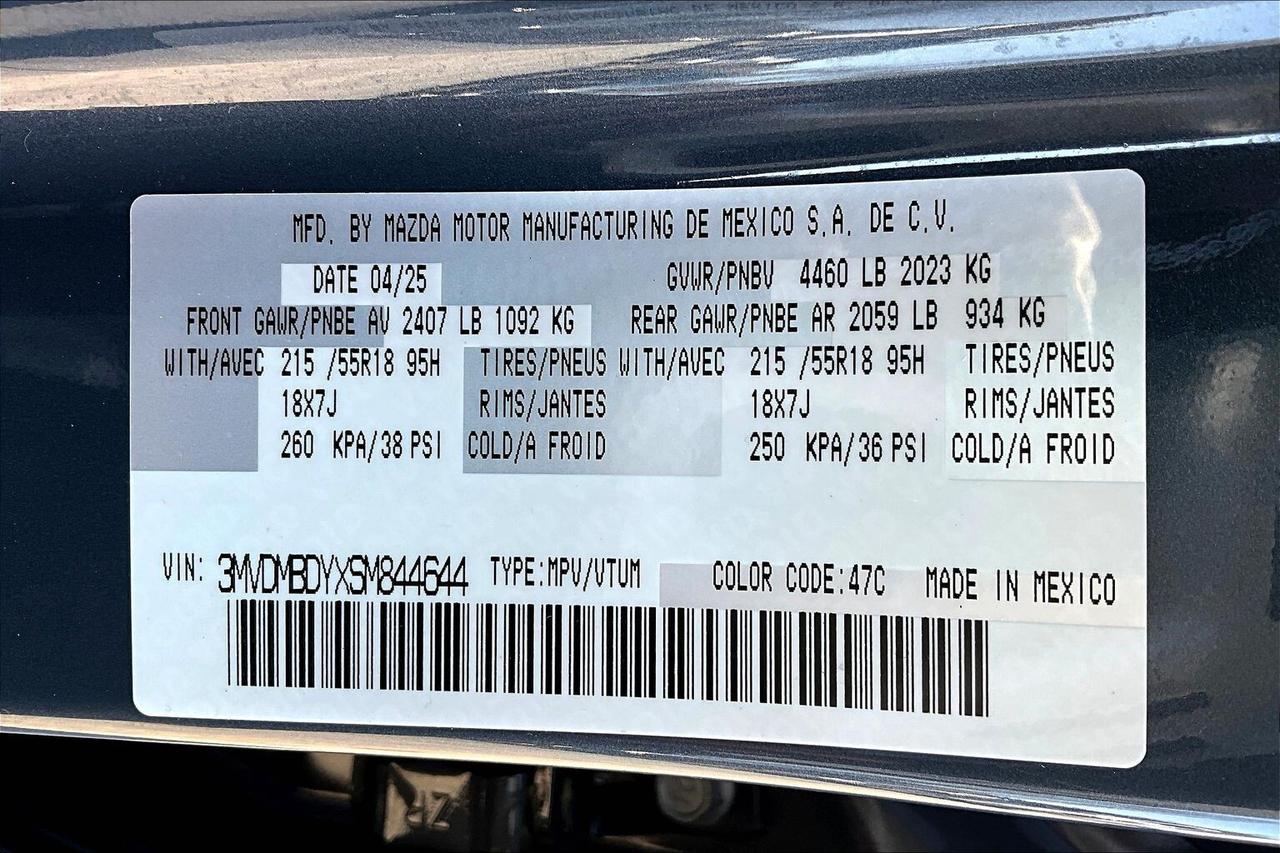 MFD. BY MAZDA MOTOR MANUFACTURING DE MEXICO S.A. DE C.V.
DATE 04/25 GVWR/PNBV 4460 LB 2023 KG
FRONT GAWR/PNBE AV 2407 LB 1092 KG REAR GAWR/PNBE AR 2059 LB 934 KG
WITH/AVEC 215 /55R18 95H TIRES/PNEUS WITH/AVEC 215 /55R18 95H TIRES/PNEUS
18X7J RIMS/JANTES 18X7J RIMS/JANTES
260 KPA/38 PSI COLD/A FROID 250 KPA/36 PSI COLD/A FROID
VIN: 3MVDMBDYXSM844644 TYPE:MPV/VTUM COLOR CODE:47C MADE IN MEXICO